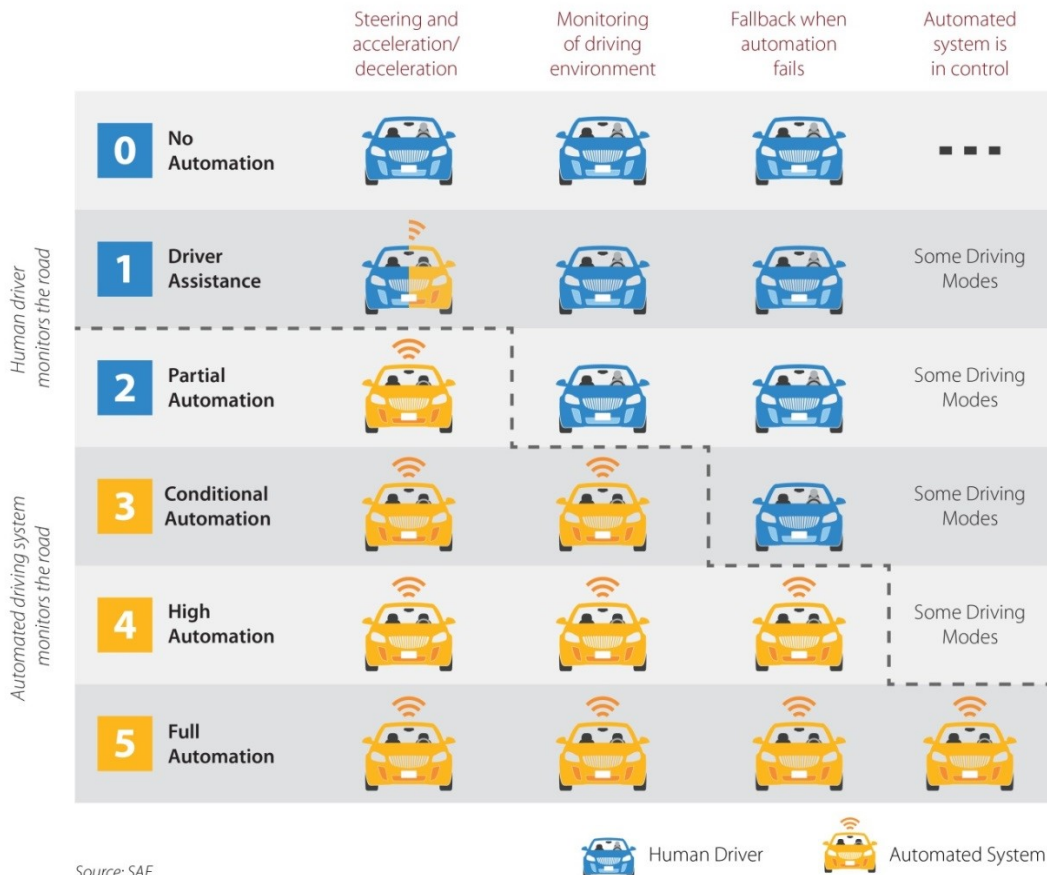 Steering and
acceleration/
deceleration
Monitoring
of driving
environment
Fallback when
automation
fails
Automated
system is
in control
Human driver
monitors the road
0
No
Automation
1
Driver
Assistance
Some Driving
Modes
2
Partial
Automation
Some Driving
Modes
Automated driving system
monitors the road
3
Conditional
Automation
Some Driving
Modes
4
High
Automation
Some Driving
Modes
5
Full
Automation
Source: SAE
Human Driver
Automated System